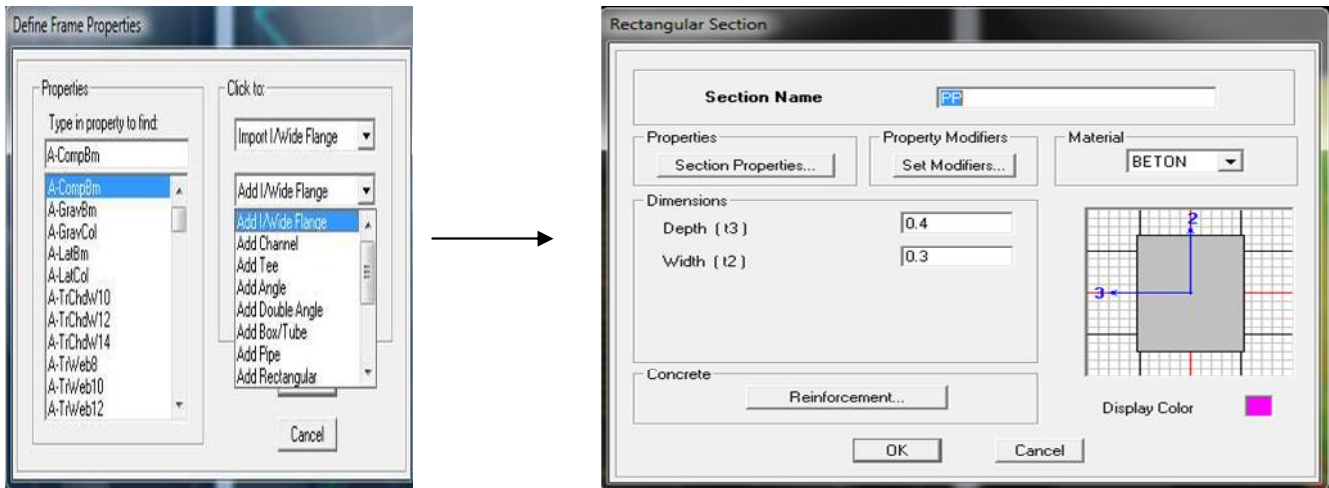 Define Frame Properties
Properties
Type in property to find:
A-CompBm
A-CompBm
A-GravBm
A-GravCol
A-LatBm
A-LatCol
A-TrChdW10
A-TrChdW12
A-TrChdW14
A-TrWeb8
A-TrWeb10
A-TrWeb12
Click to:
Import I/Wide Flange
Add I/Wide Flange
Add I/Wide Flange
Add Channel
Add Tee
Add Angle
Add Double Angle
Add Box/Tube
Add Pipe
Add Rectangular
Cancel
Rectangular Section
Section Name PP
Properties
Section Properties...
Property Modifiers
Set Modifiers...
Material
BETON
Dimensions
Depth ( t3 ) 0.4
Width ( t2 ) 0.3
2
3
Concrete
Reinforcement...
Display Color
OK Cancel